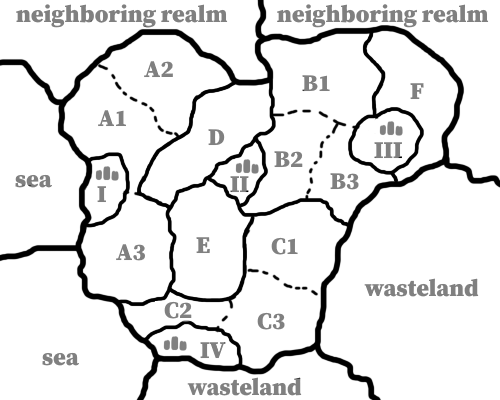 neighboring realm neighboring realm
A2
B1
F
A1
D
III
B2
sea
I
II
B3
A3
E
C1
wasteland
C2
C3
IV
sea
wasteland